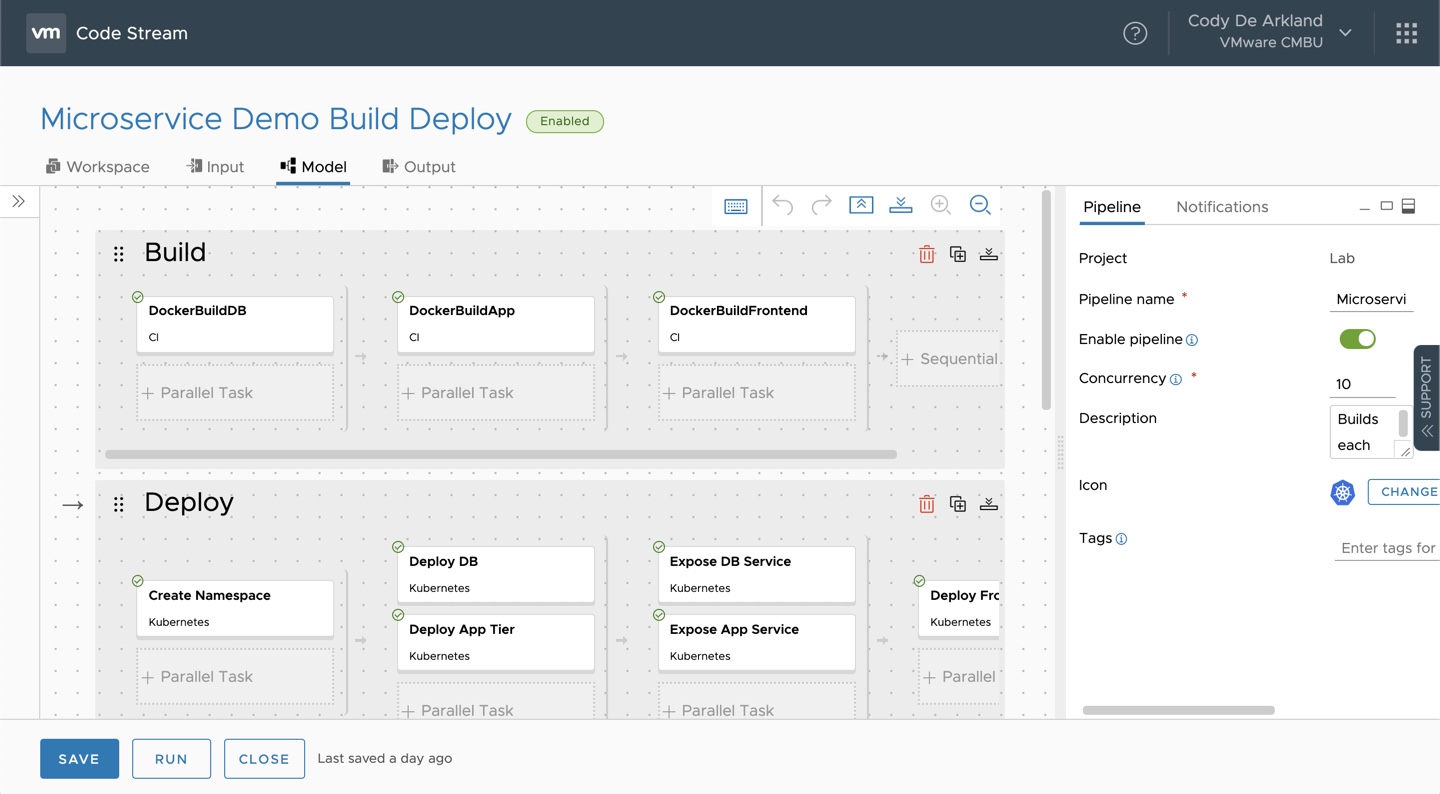 vm Code Stream
?
Cody De Arkland
VMware CMBU
Microservice Demo Build Deploy
Enabled
Workspace
Input
Model
Output
Pipeline
Notifications
Build
DockerBuildDB
CI
+ Parallel Task
DockerBuildApp
CI
+ Parallel Task
DockerBuildFrontend
CI
+ Parallel Task
+ Sequential
Deploy
Create Namespace
Kubernetes
+ Parallel Task
Deploy DB
Kubernetes
Deploy App Tier
Kubernetes
+ Parallel Task
Expose DB Service
Kubernetes
Expose App Service
Kubernetes
+ Parallel Task
Deploy Fro
Kubernetes
+ Parallel
Project
Lab
Pipeline name *
Microservi
Enable pipeline
Concurrency *
10
Description
Builds
each
Icon
CHANGE
Tags
Enter tags for
SUPPORT
SAVE
RUN
CLOSE
Last saved a day ago